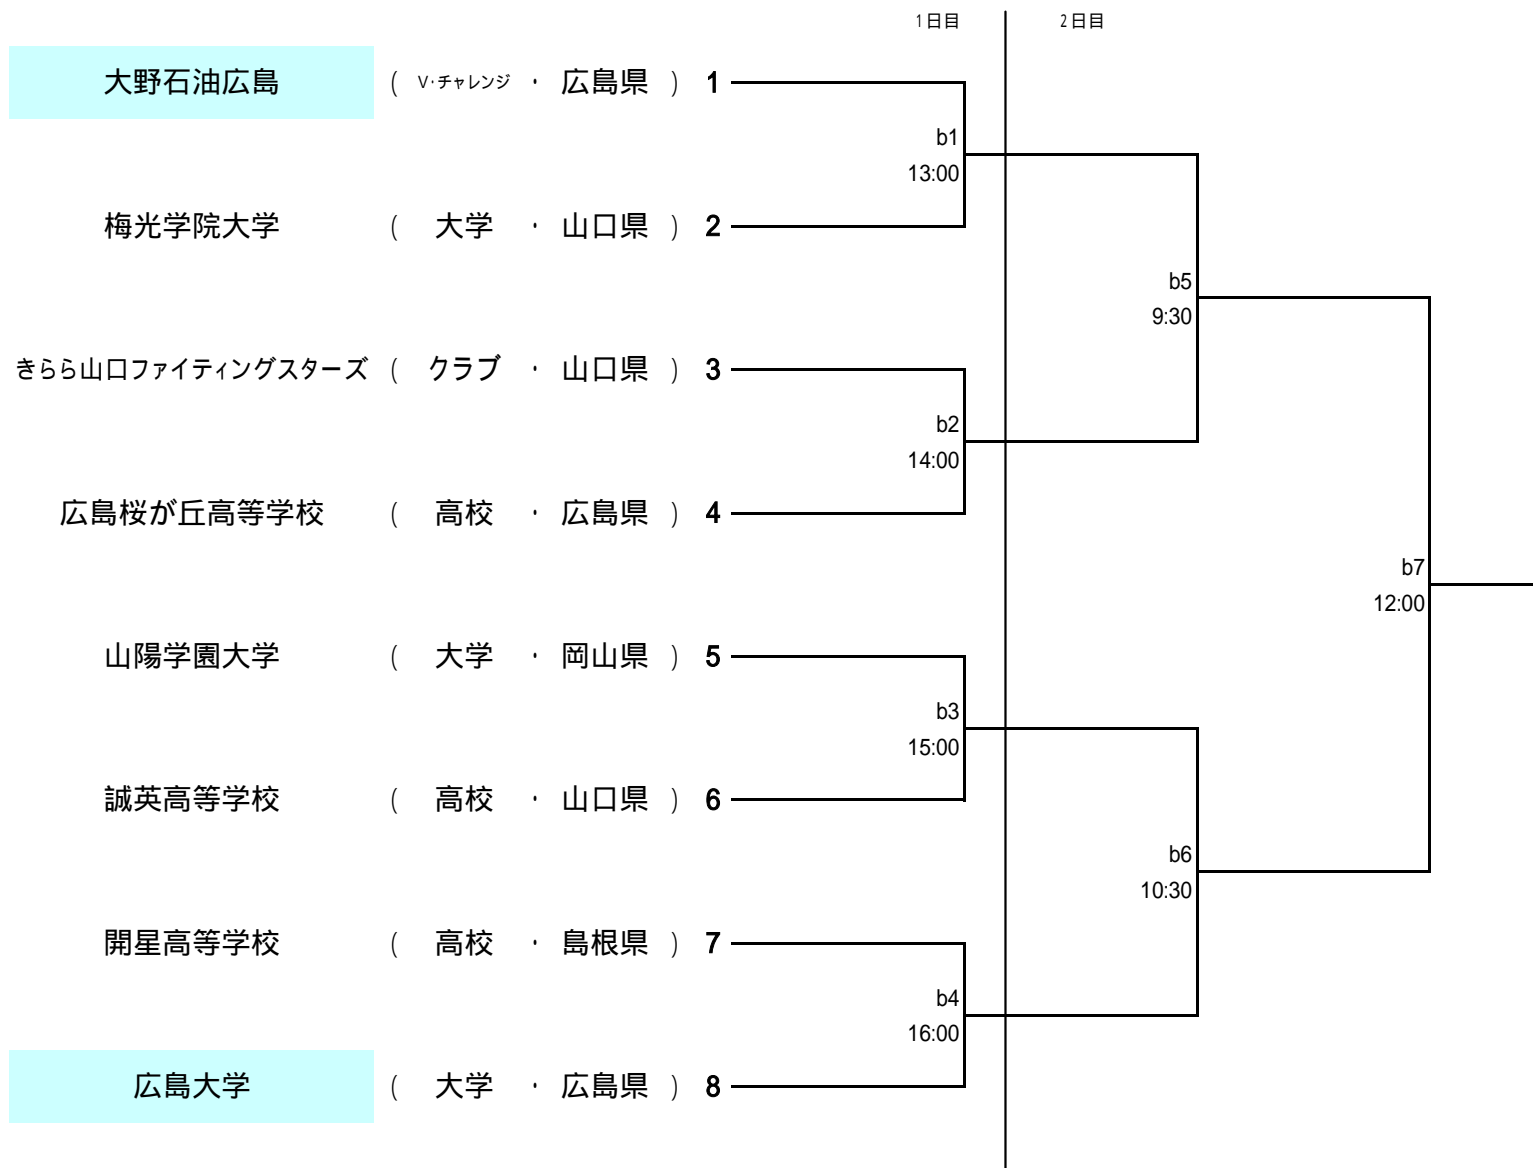 1日目 2日目
大野石油広島 ( V・チャレンジ ・ 広島県 ) 1
b1
13:00
梅光学院大学 ( 大学 ・ 山口県 ) 2
b5
9:30
きらら山口ファイティングスターズ ( クラブ ・ 山口県 ) 3
b2
14:00
広島桜が丘高等学校 ( 高校 ・ 広島県 ) 4
b7
12:00
山陽学園大学 ( 大学 ・ 岡山県 ) 5
b3
15:00
誠英高等学校 ( 高校 ・ 山口県 ) 6
b6
10:30
開星高等学校 ( 高校 ・ 島根県 ) 7
b4
16:00
広島大学 ( 大学 ・ 広島県 ) 8